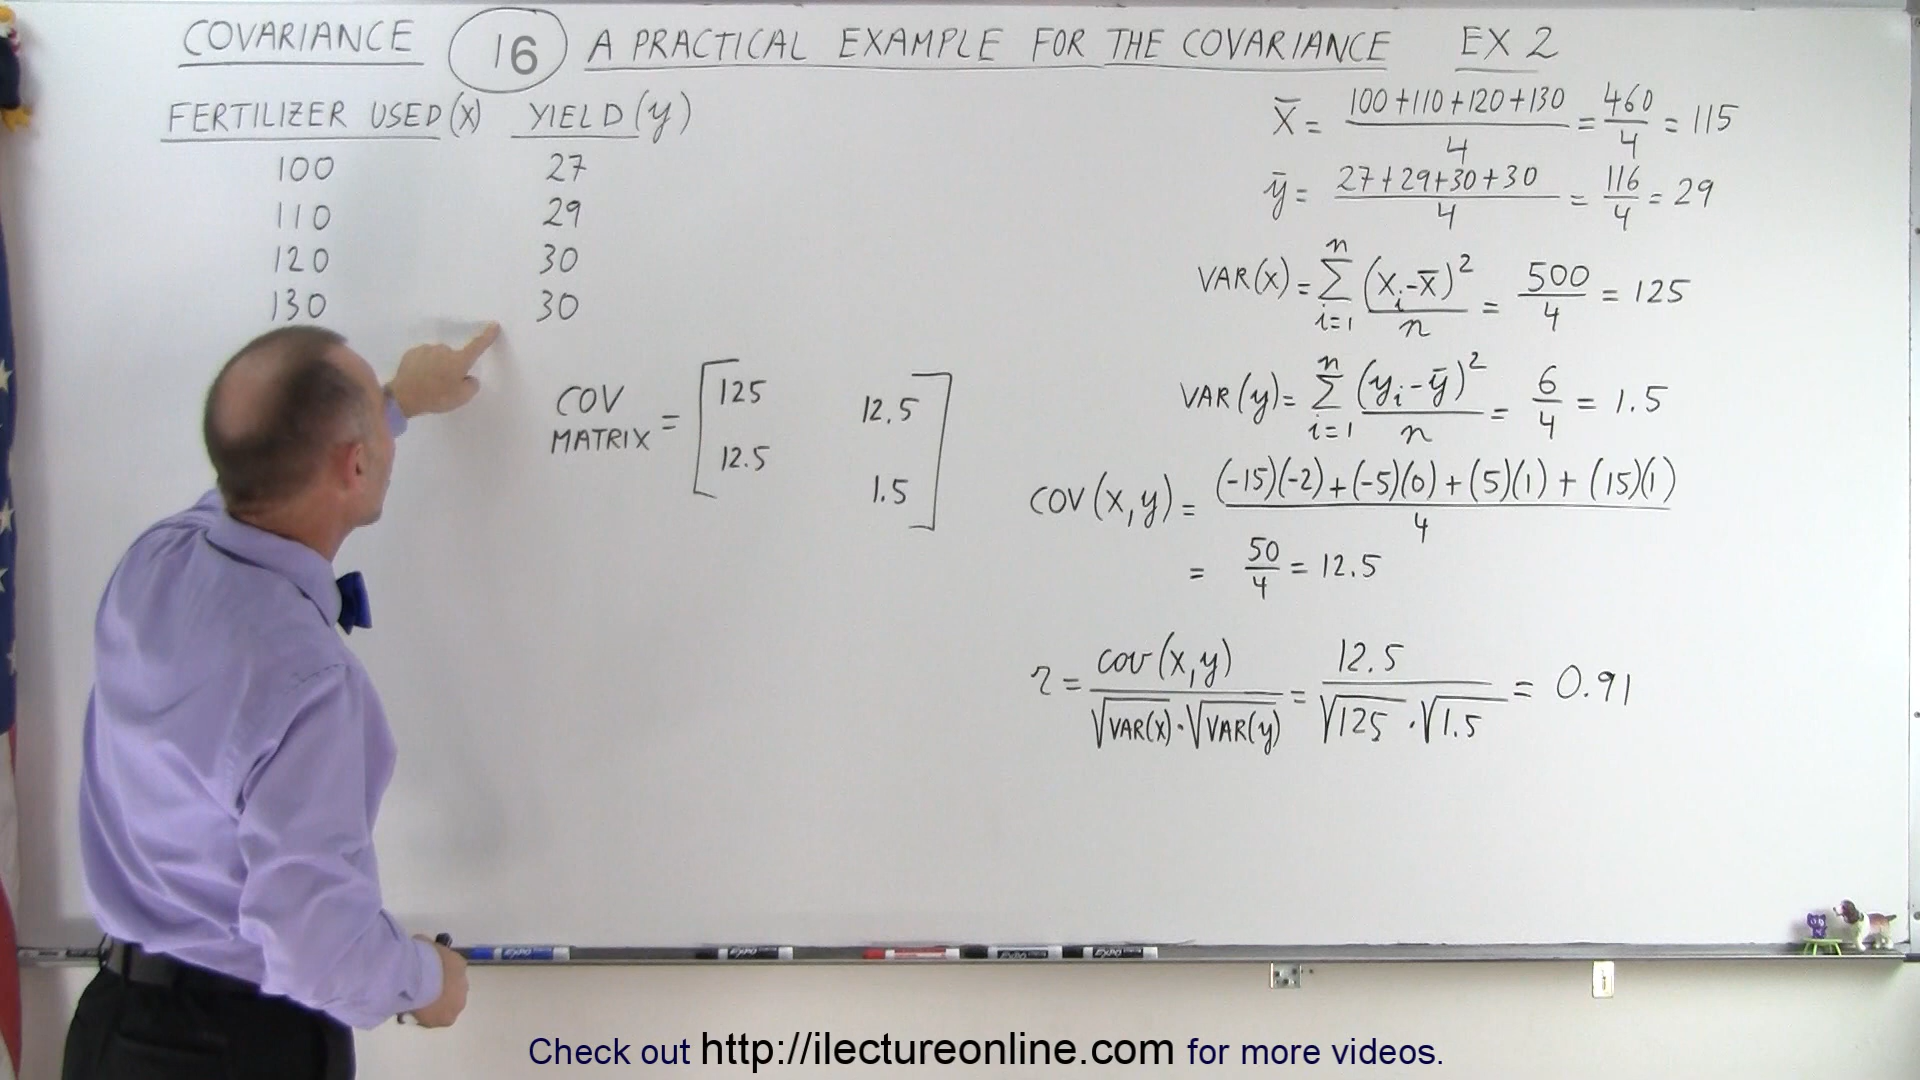 COVARIANCE 16 A PRACTICAL EXAMPLE FOR THE COVARIANCE EX 2
FERTILIZER USED (X) YIELD (y)
100 27
110 29
120 30
130 30
COV MATRIX = [125 12.5
12.5 1.5]
X̄ = (100+110+120+130)/4 = 460/4 = 115
ȳ = (27+29+30+30)/4 = 116/4 = 29
VAR(X) = Σ_{i=1}^{n} (X_i-X̄)²/n = 500/4 = 125
VAR(y) = Σ_{i=1}^{n} (y_i-ȳ)²/n = 6/4 = 1.5
COV(X,y) = ((-15)(-2)+(-5)(0)+(5)(1)+(15)(1))/4
= 50/4 = 12.5
r = COV(X,y)/(√VAR(X)·√VAR(y)) = 12.5/(√125·√1.5) = 0.91
Check out http://ilectureonline.com for more videos.